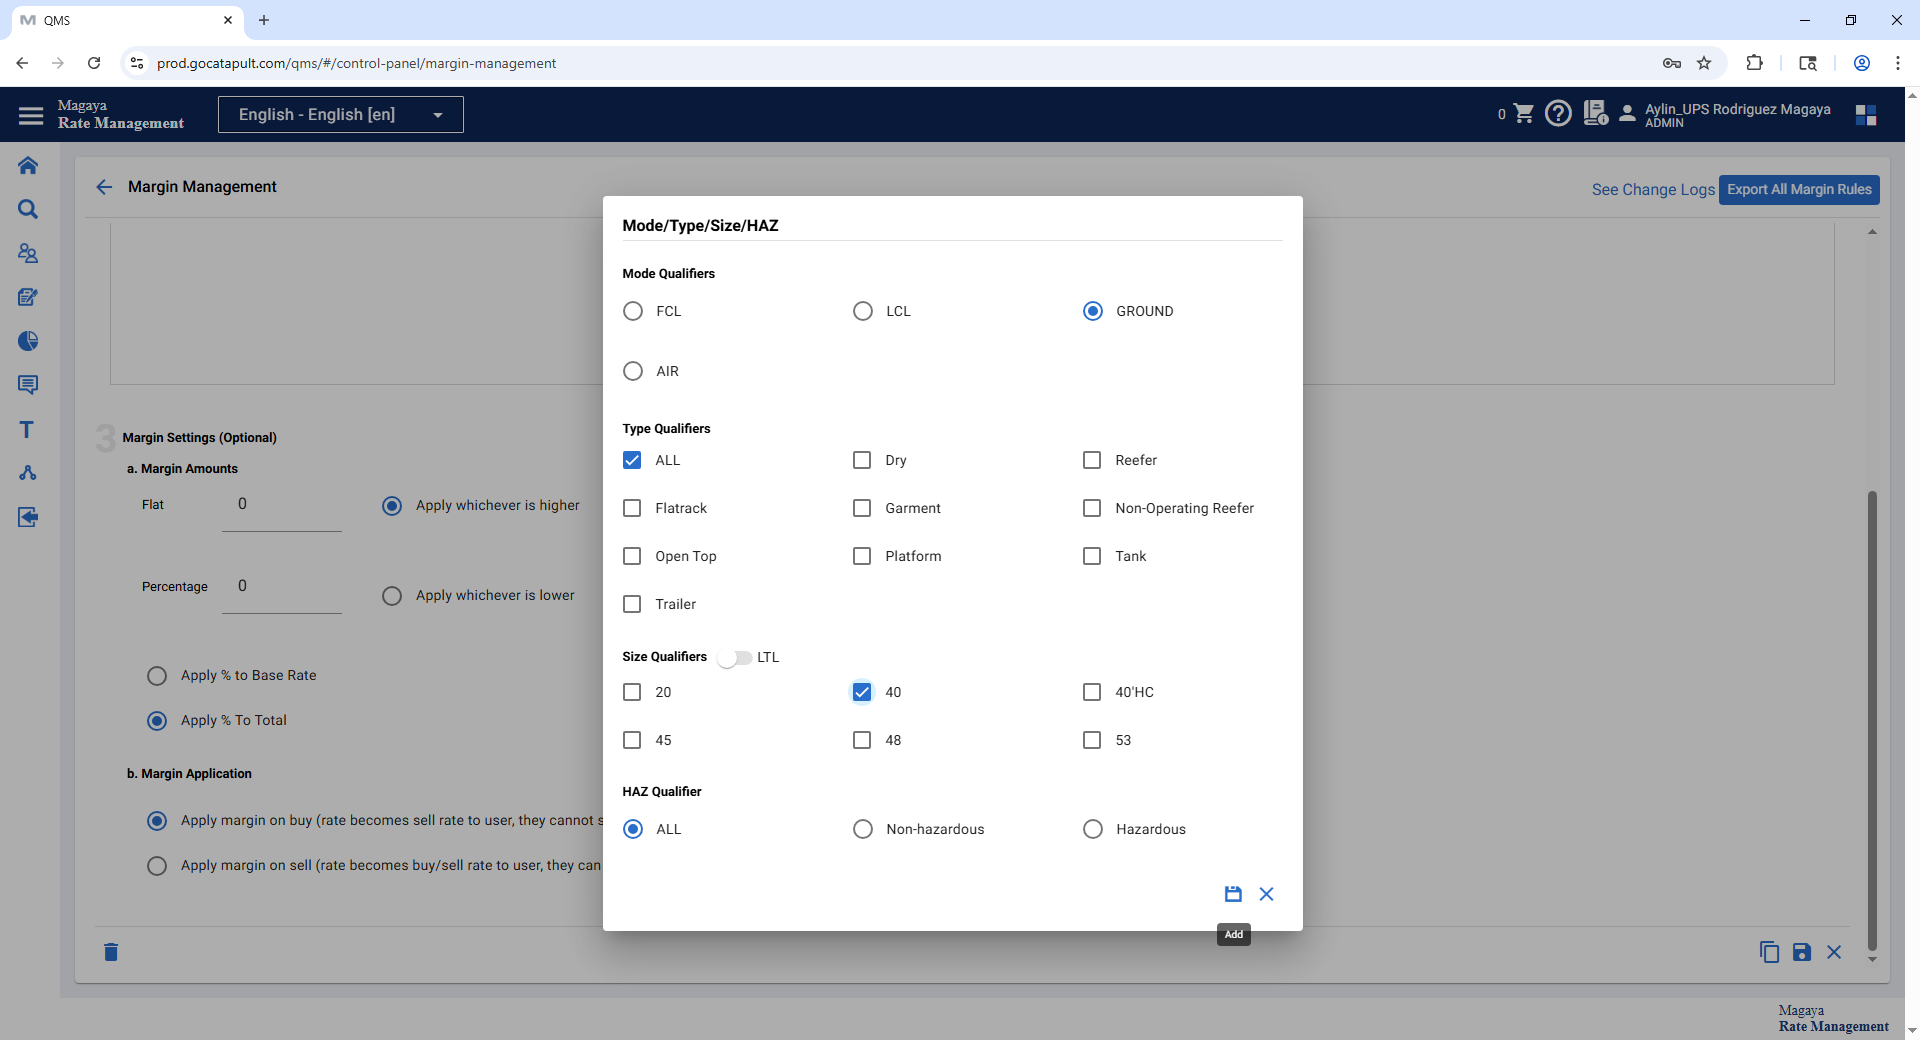 QMS
prod.gocatapult.com/qms/#/control-panel/margin-management
Magaya
Rate Management
English - English [en]
0
Aylin_UPS Rodriguez Magaya
ADMIN
Margin Management
See Change Logs
Export All Margin Rules
Mode/Type/Size/HAZ
Mode Qualifiers
FCL
LCL
GROUND
AIR
Type Qualifiers
ALL
Dry
Reefer
Flatrack
Garment
Non-Operating Reefer
Open Top
Platform
Tank
Trailer
Size Qualifiers
LTL
20
40
40'HC
45
48
53
HAZ Qualifier
ALL
Non-hazardous
Hazardous
Add
3
Margin Settings (Optional)
a. Margin Amounts
Flat
0
Apply whichever is higher
Percentage
0
Apply whichever is lower
Apply % to Base Rate
Apply % To Total
b. Margin Application
Apply margin on buy (rate becomes sell rate to user, they cannot s
Apply margin on sell (rate becomes buy/sell rate to user, they can
T
Magaya
Rate Management